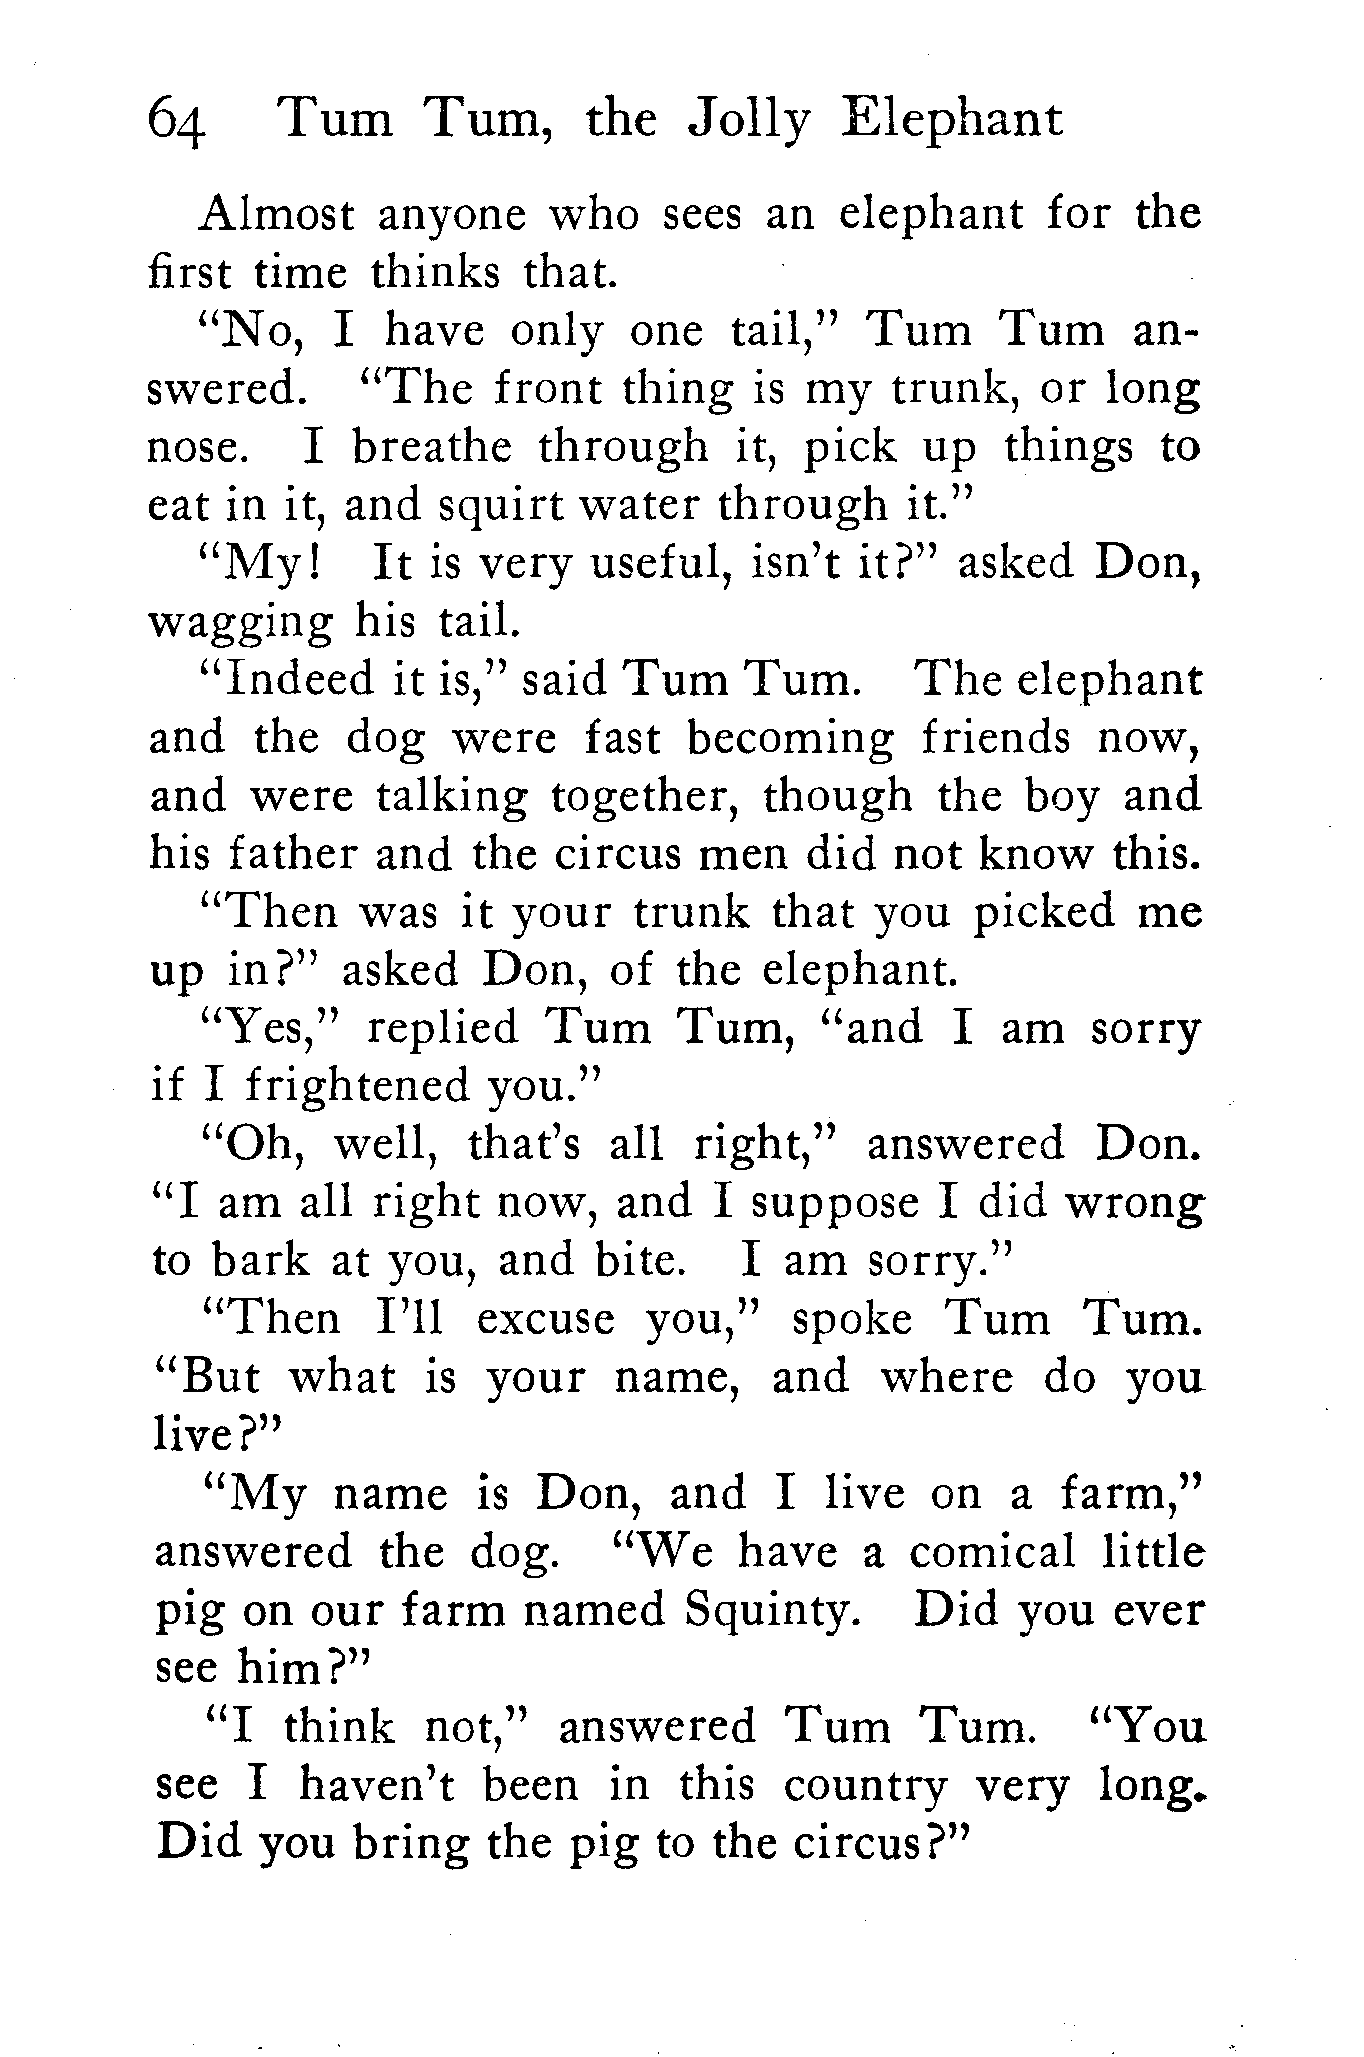 64 Tum Tum, the Jolly Elephant
Almost anyone who sees an elephant for the
first time thinks that.
“No, I have only one tail,” Tum Tum an-
swered. “The front thing is my trunk, or long
nose. I breathe through it, pick up things to
eat in it, and squirt water through it.”
“My! It is very useful, isn’t it?” asked Don,
wagging his tail.
“Indeed it is,” said Tum Tum. The elephant
and the dog were fast becoming friends now,
and were talking together, though the boy and
his father and the circus men did not know this.
“Then was it your trunk that you picked me
up in?” asked Don, of the elephant.
“Yes,” replied Tum Tum, “and I am sorry
if I frightened you.”
“Oh, well, that’s all right,” answered Don.
“I am all right now, and I suppose I did wrong
to bark at you, and bite. I am sorry.”
“Then I’ll excuse you,” spoke Tum Tum.
“But what is your name, and where do you
live?”
“My name is Don, and I live on a farm,”
answered the dog. “We have a comical little
pig on our farm named Squinty. Did you ever
see him?”
“I think not,” answered Tum Tum. “You
see I haven’t been in this country very long.
Did you bring the pig to the circus?”